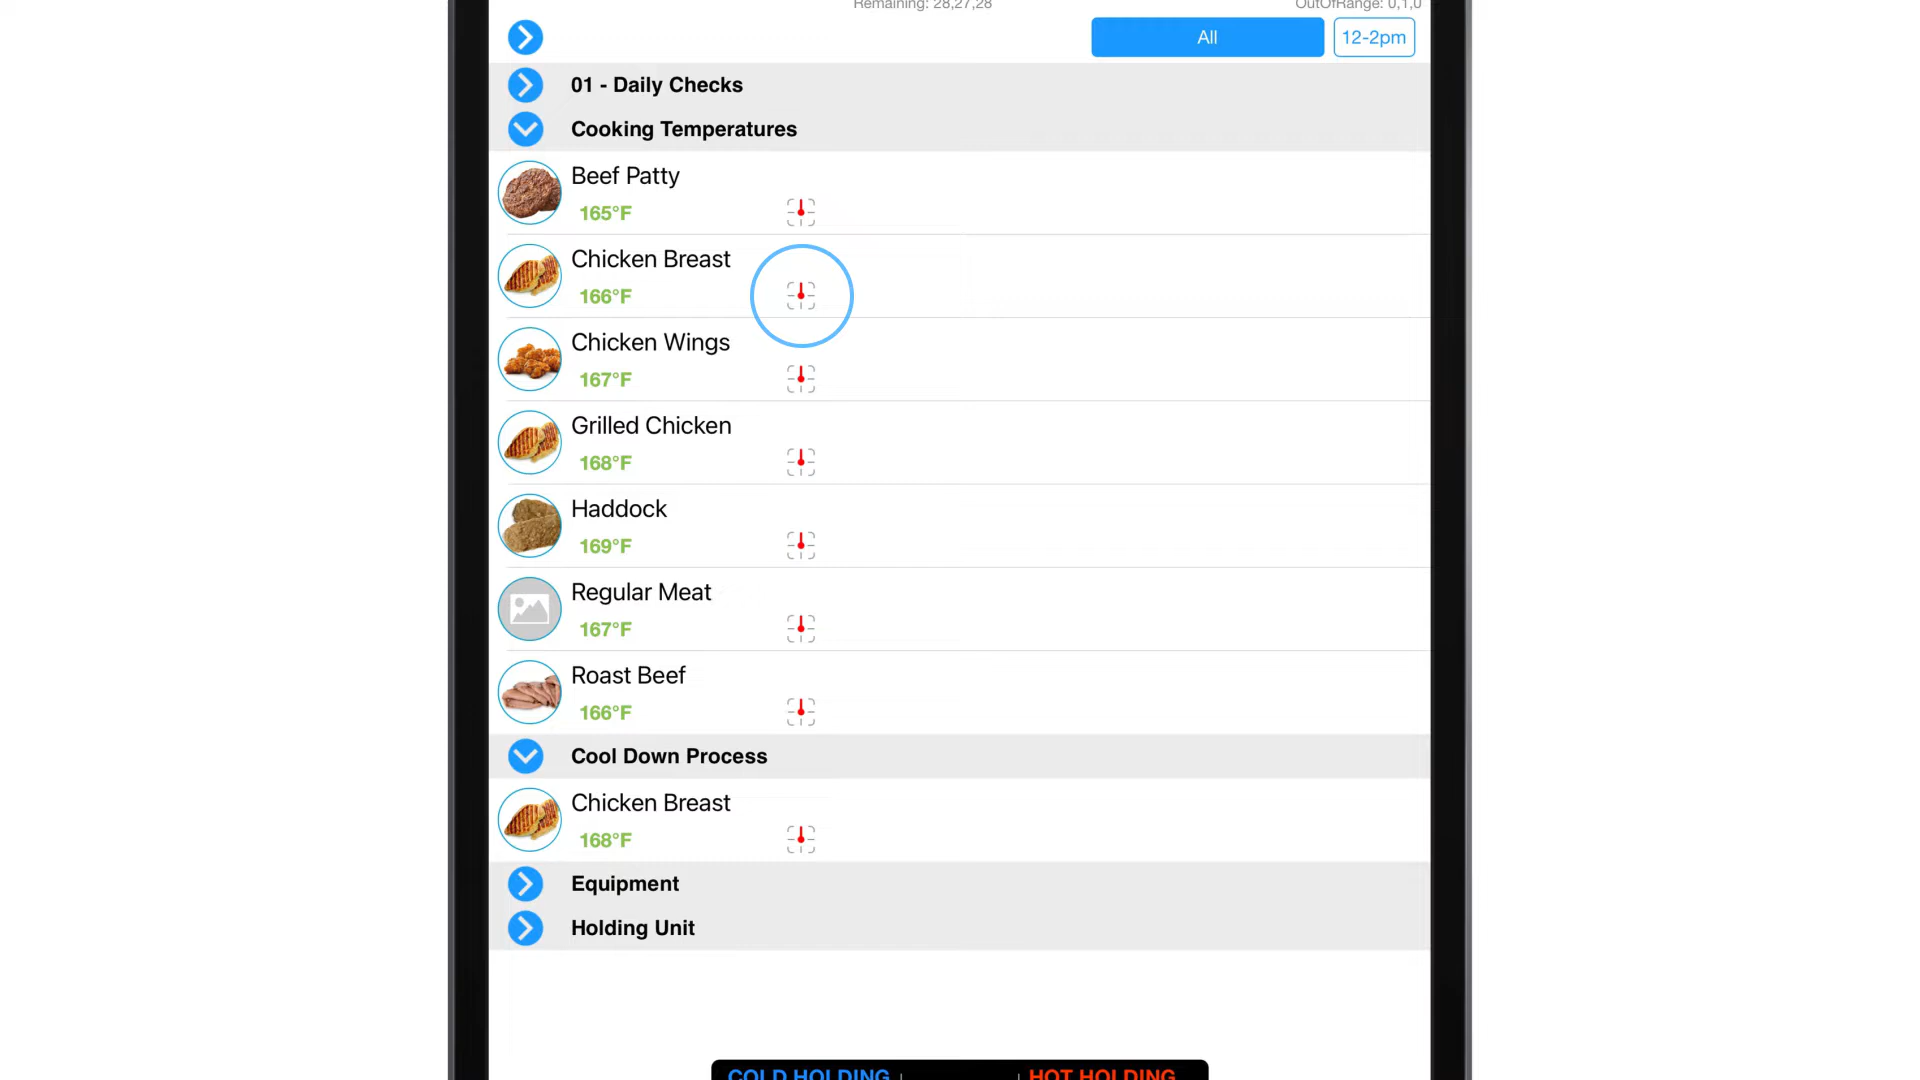 Remaining: 28,27,28
OutOfRange: 0,1,0
All
12-2pm
01 - Daily Checks
Cooking Temperatures
Beef Patty
165°F
Chicken Breast
166°F
Chicken Wings
167°F
Grilled Chicken
168°F
Haddock
169°F
Regular Meat
167°F
Roast Beef
166°F
Cool Down Process
Chicken Breast
168°F
Equipment
Holding Unit
COLD HOLDING
HOT HOLDING